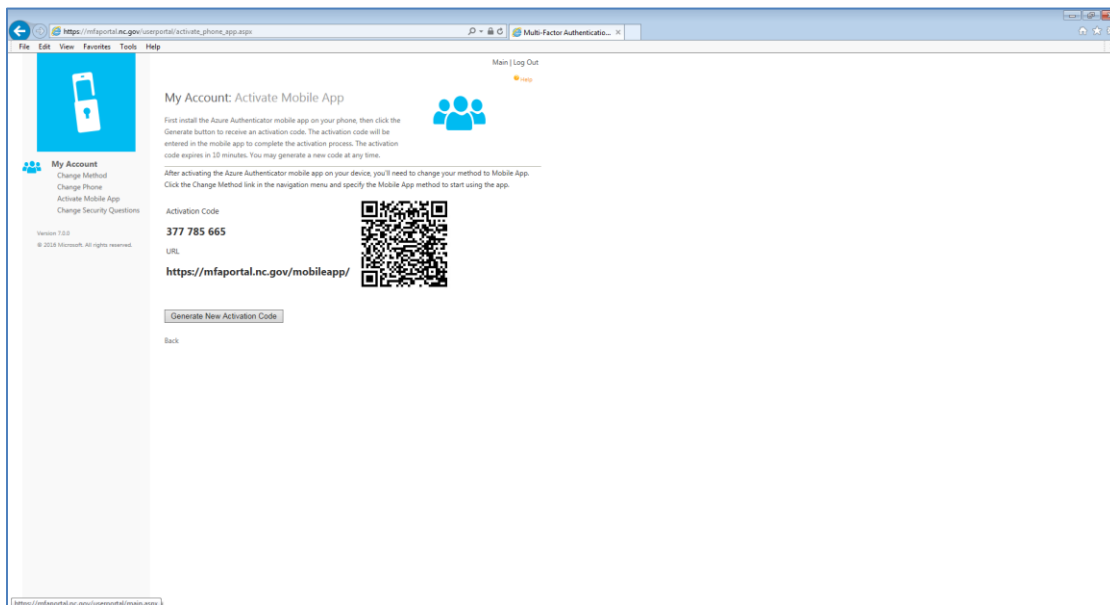 https://mfaportal.nc.gov/userportal/activate_phone_app.aspx
Multi-Factor Authenticatio...
File Edit View Favorites Tools Help
Main | Log Out
Help
My Account: Activate Mobile App
First install the Azure Authenticator mobile app on your phone, then click the
Generate button to receive an activation code. The activation code will be
entered in the mobile app to complete the activation process. The activation
code expires in 10 minutes. You may generate a new code at any time.
My Account
Change Method
Change Phone
Activate Mobile App
Change Security Questions
Version 7.0.0
© 2016 Microsoft. All rights reserved.
After activating the Azure Authenticator mobile app on your device, you'll need to change your method to Mobile App.
Click the Change Method link in the navigation menu and specify the Mobile App method to start using the app.
Activation Code
377 785 665
URL
https://mfaportal.nc.gov/mobileapp/
Generate New Activation Code
Back
https://mfaportal.nc.gov/userportal/main.aspx